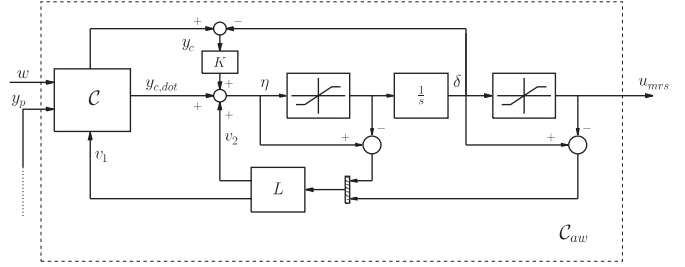 + −
y_c
K
w
y_p
C
y_{c,dot}
+ + +
η
1/s
δ
u_{mrs}
v_1
v_2
+ −
+ −
L
C_{aw}